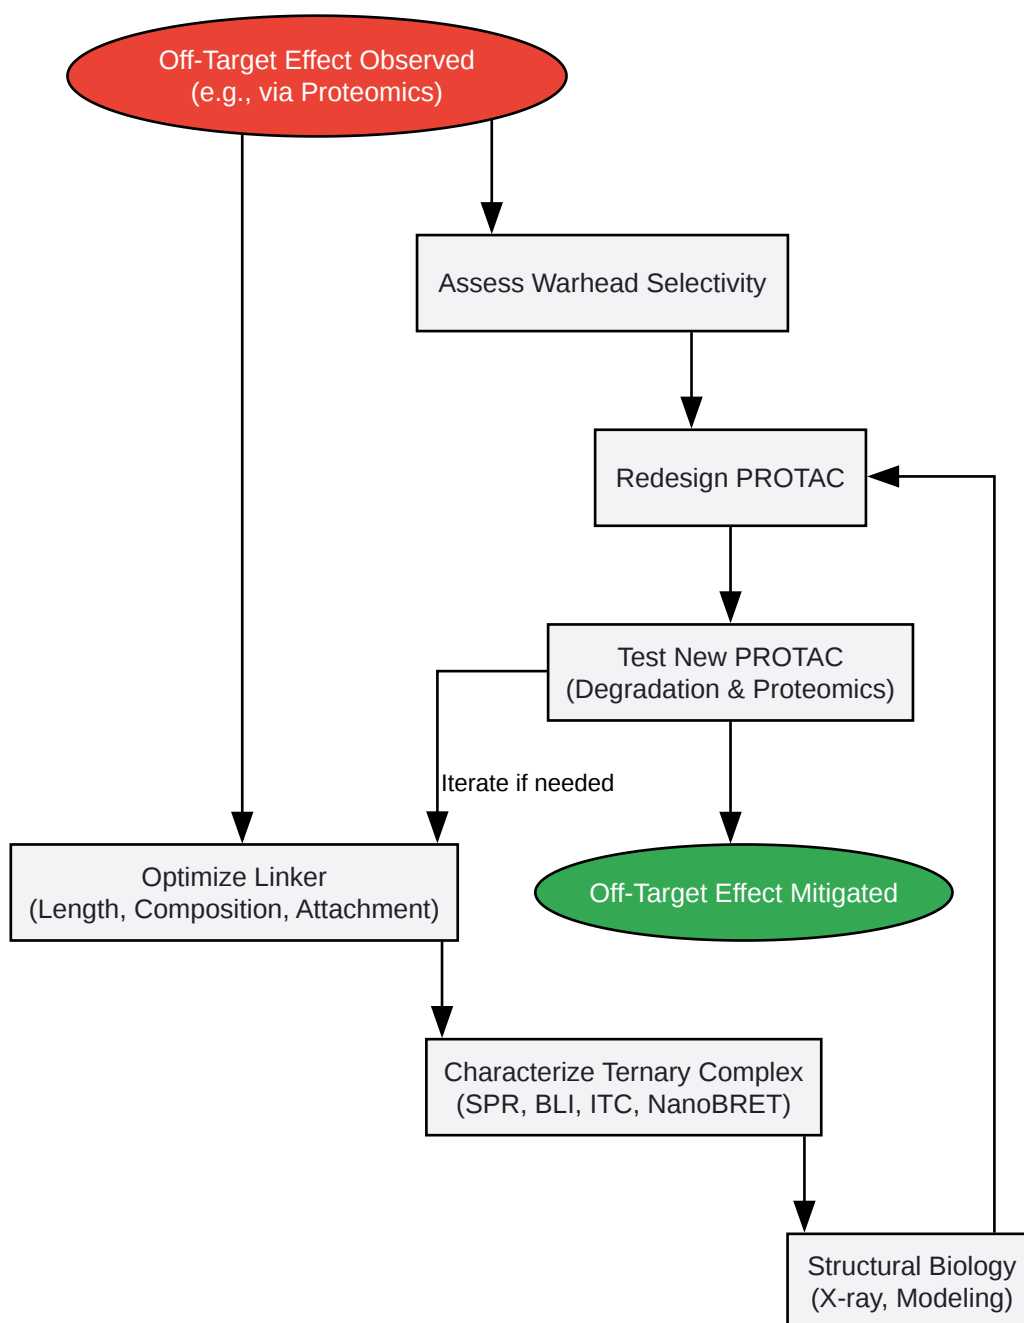 Off-Target Effect Observed
(e.g., via Proteomics)
Assess Warhead Selectivity
Redesign PROTAC
Test New PROTAC
(Degradation & Proteomics)
Iterate if needed
Optimize Linker
(Length, Composition, Attachment)
Off-Target Effect Mitigated
Characterize Ternary Complex
(SPR, BLI, ITC, NanoBRET)
Structural Biology
(X-ray, Modeling)